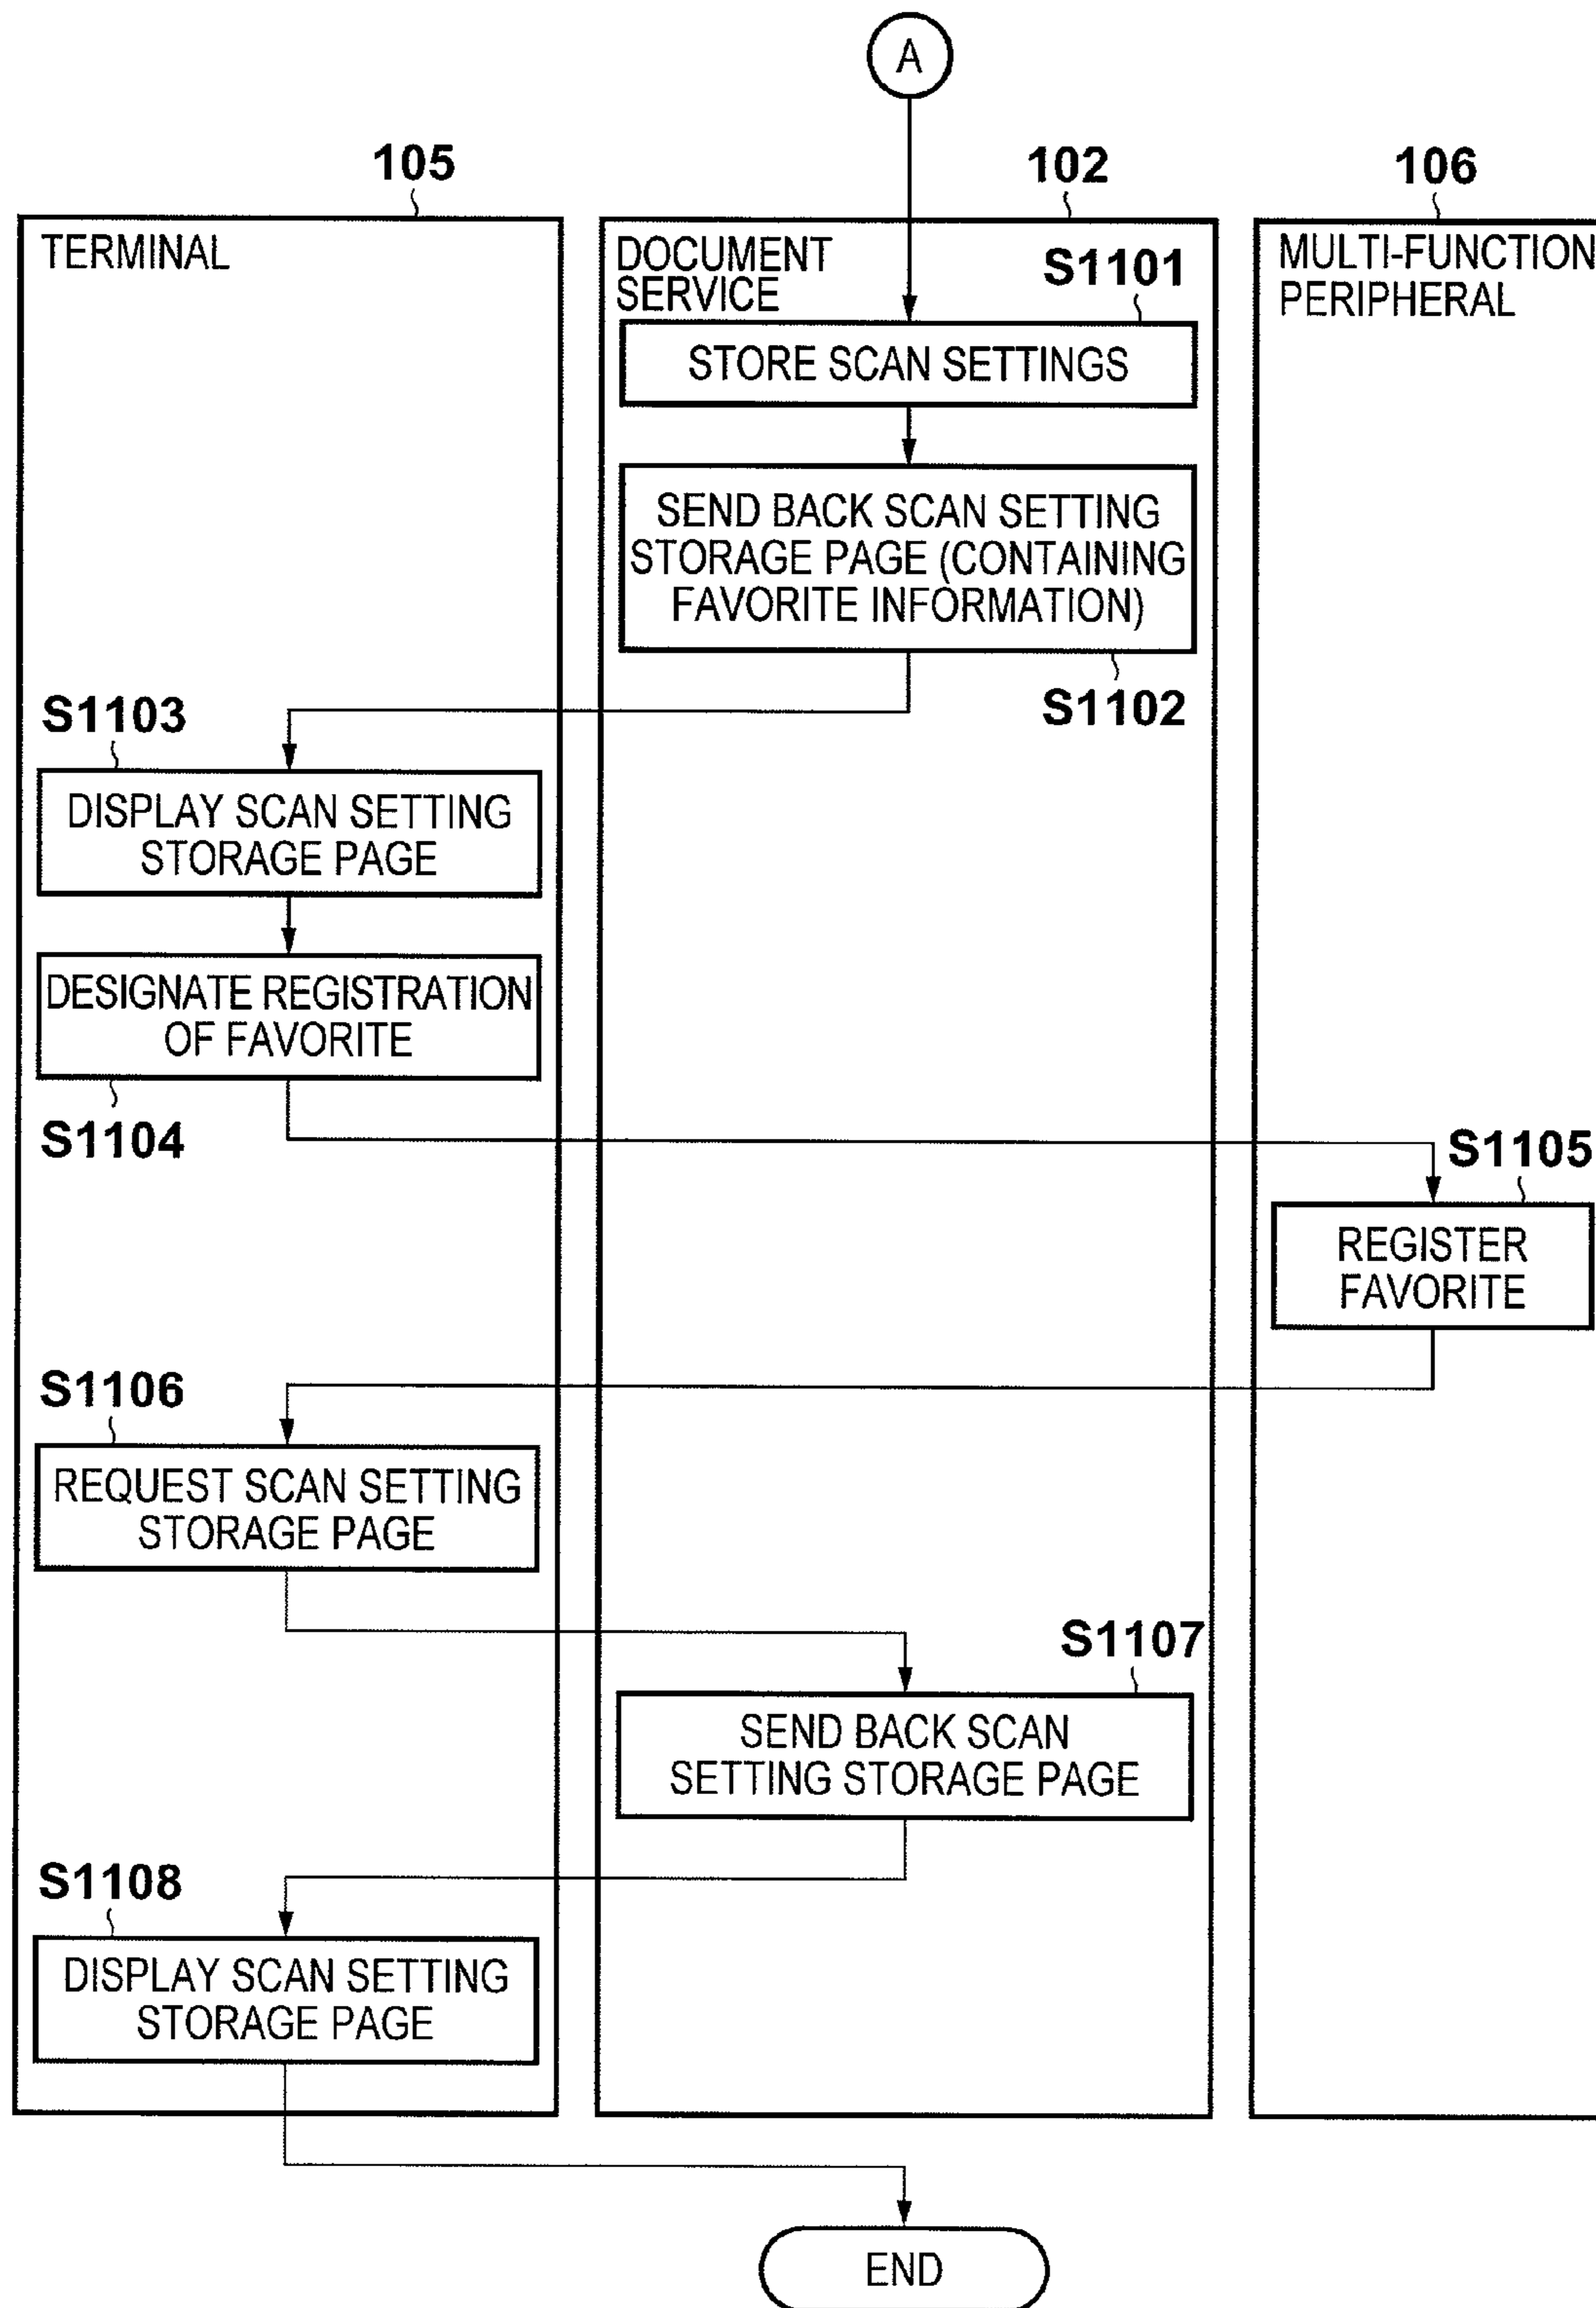 A
105
102
106
TERMINAL
DOCUMENT
SERVICE
S1101
MULTI-FUNCTION
PERIPHERAL
STORE SCAN SETTINGS
SEND BACK SCAN SETTING
STORAGE PAGE (CONTAINING
FAVORITE INFORMATION)
S1102
S1103
DISPLAY SCAN SETTING
STORAGE PAGE
DESIGNATE REGISTRATION
OF FAVORITE
S1104
S1105
REGISTER
FAVORITE
S1106
REQUEST SCAN SETTING
STORAGE PAGE
S1107
SEND BACK SCAN
SETTING STORAGE PAGE
S1108
DISPLAY SCAN SETTING
STORAGE PAGE
END